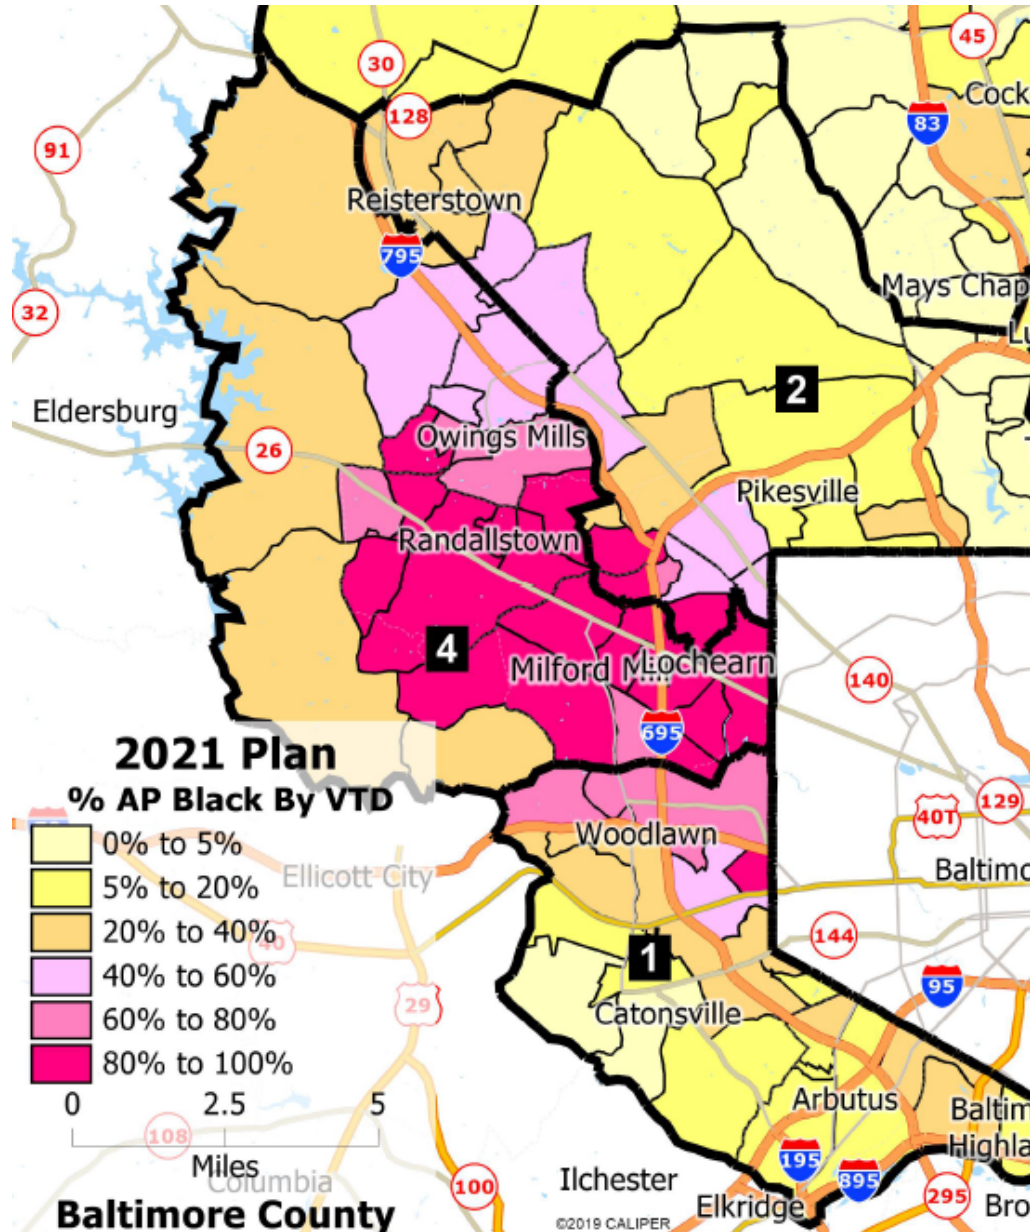 45
30
Cock
128
83
91
Reisterstown
795
Mays Chap
32
Lu
2
Eldersburg
Owings Mills
26
Pikesville
Randallstown
4
Milford M
Lochearn
140
695
2021 Plan
% AP Black By VTD
129
40T
0% to 5%
Woodlawn
Ellicott City
Baltimo
5% to 20%
20% to 40%
40
144
1
40% to 60%
95
29
60% to 80%
Catonsville
80% to 100%
0 2.5 5
Arbutus
Baltim
Highla
108
Miles
195
Columbia
Ilchester
895
100
295
Elkridge
Bro
Baltimore County
©2019 CALIPER